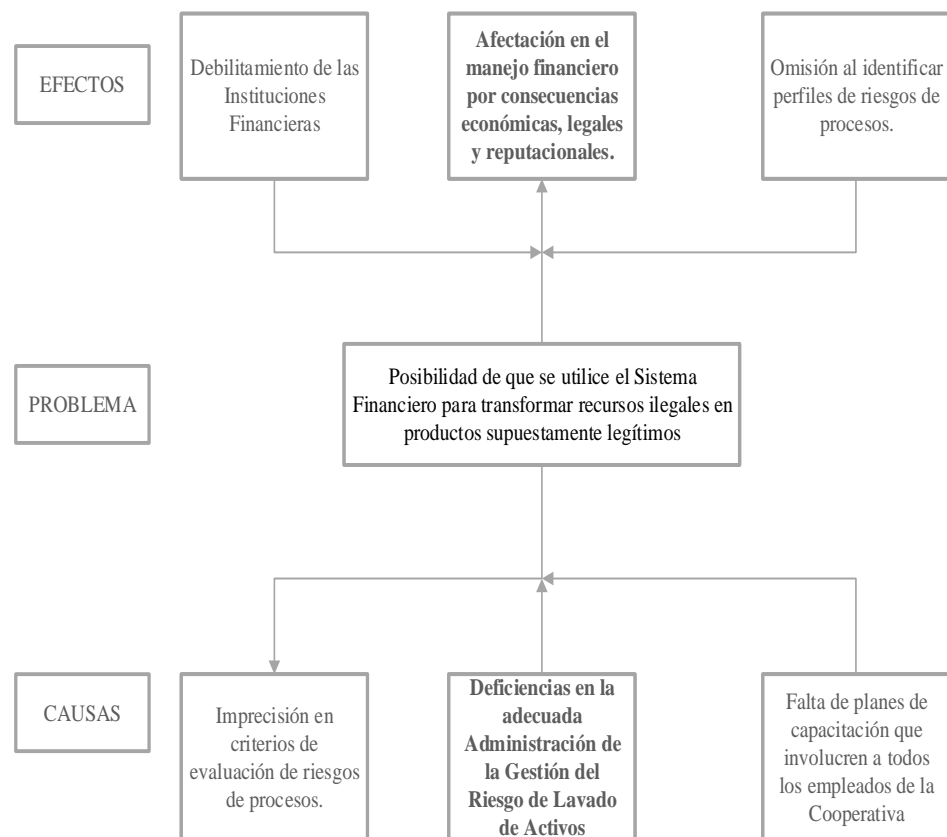 EFECTOS
Debilitamiento de las
Instituciones
Financieras
Afectación en el
manejo financiero
por consecuencias
económicas, legales
y reputacionales.
Omisión al identificar
perfiles de riesgos de
procesos.
PROBLEMA
Posibilidad de que se utilice el Sistema
Financiero para transformar recursos ilegales en
productos supuestamente legítimos
CAUSAS
Imprecisión en
criterios de
evaluación de riesgos
de procesos.
Deficiencias en la
adecuada
Administración de
la Gestión del
Riesgo de Lavado
de Activos
Falta de planes de
capacitación que
involucren a todos
los empleados de la
Cooperativa